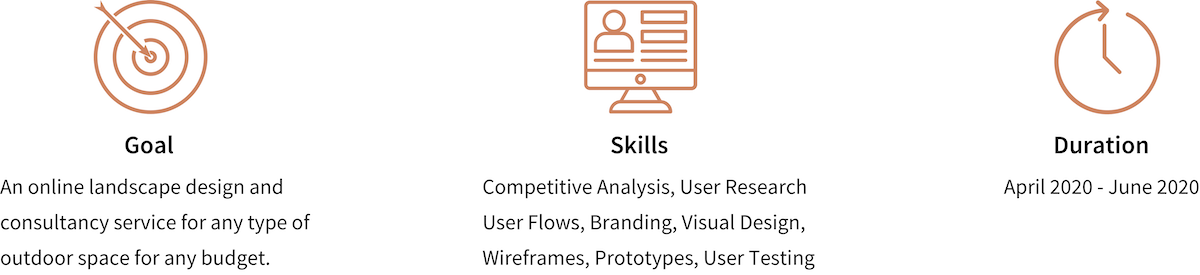 Goal
An online landscape design and
consultancy service for any type of
outdoor space for any budget.
Skills
Competitive Analysis, User Research
User Flows, Branding, Visual Design,
Wireframes, Prototypes, User Testing
Duration
April 2020 - June 2020